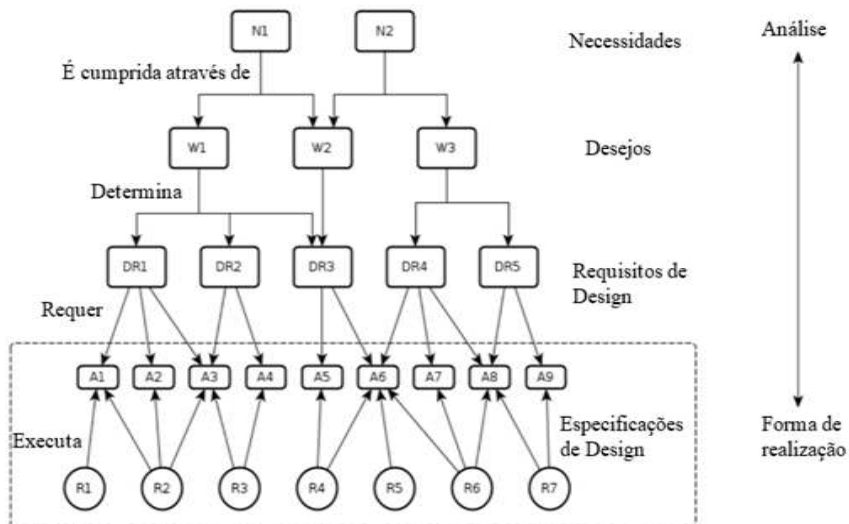 N1 N2
Necessidades
Análise
É cumprida através de
W1 W2 W3
Desejos
Determina
DR1 DR2 DR3 DR4 DR5
Requisitos de
Design
Requer
A1 A2 A3 A4 A5 A6 A7 A8 A9
Executa
Especificações
de Design
Forma de
realização
R1 R2 R3 R4 R5 R6 R7